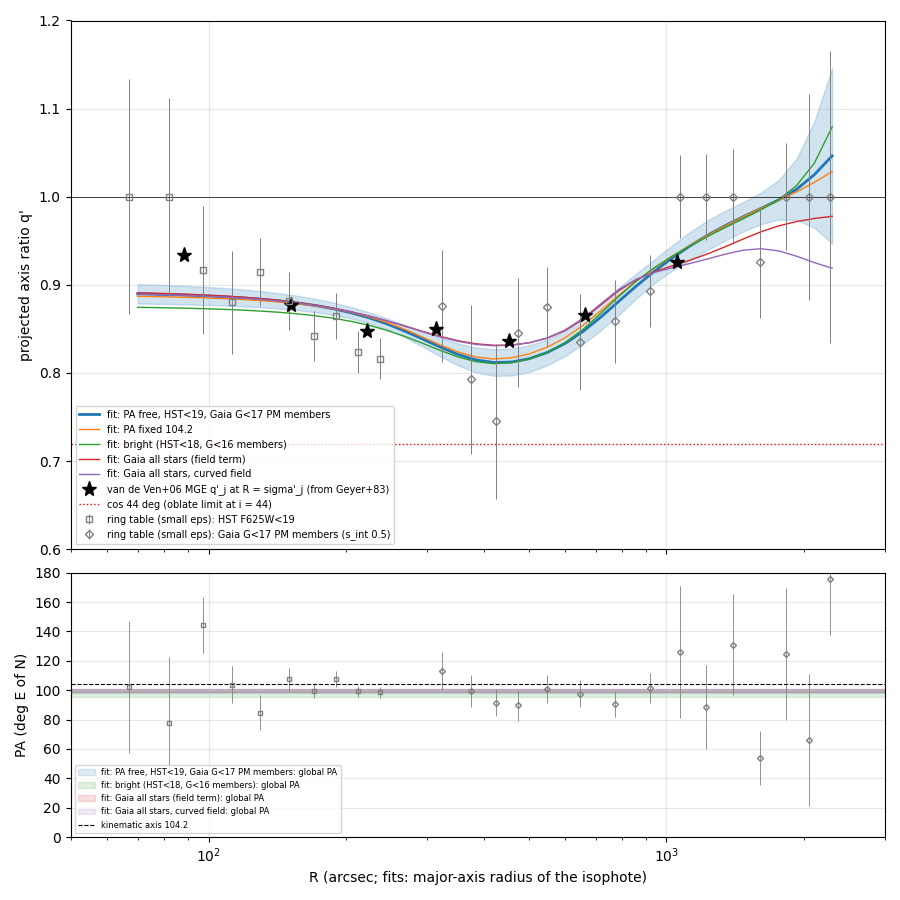 1.2
1.1
1.0
0.9
0.8
0.7
0.6
projected axis ratio q'
fit: PA free, HST<19, Gaia G<17 PM members
fit: PA fixed 104.2
fit: bright (HST<18, G<16 members)
fit: Gaia all stars (field term)
fit: Gaia all stars, curved field
van de Ven+06 MGE q'_j at R = sigma'_j (from Geyer+83)
cos 44 deg (oblate limit at i = 44)
ring table (small eps): HST F625W<19
ring table (small eps): Gaia G<17 PM members (s_int 0.5)
180
160
140
120
100
80
60
40
20
0
PA (deg E of N)
fit: PA free, HST<19, Gaia G<17 PM members: global PA
fit: bright (HST<18, G<16 members): global PA
fit: Gaia all stars (field term): global PA
fit: Gaia all stars, curved field: global PA
kinematic axis 104.2
10² 10³
R (arcsec; fits: major-axis radius of the isophote)